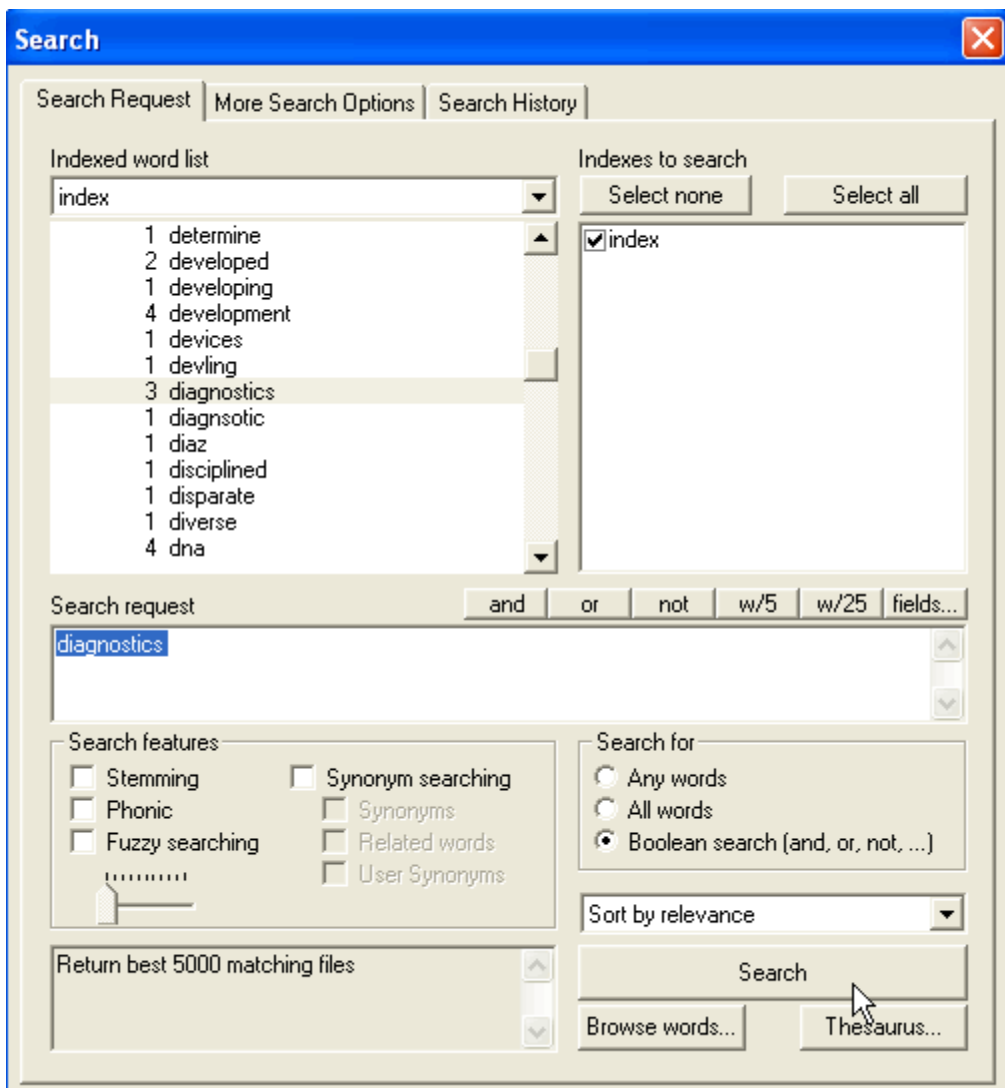 Search
Search Request More Search Options Search History
Indexed word list
index
1 determine
2 developed
1 developing
4 development
1 devices
1 devling
3 diagnostics
1 diagnsotic
1 diaz
1 disciplined
1 disparate
1 diverse
4 dna
Indexes to search
Select none Select all
index
Search request and or not w/5 w/25 fields...
diagnostics
Search features
Stemming
Phonic
Fuzzy searching
Synonym searching
Synonyms
Related words
User Synonyms
Search for
Any words
All words
Boolean search (and, or, not, ...)
Sort by relevance
Return best 5000 matching files
Search
Browse words... Thesaurus...